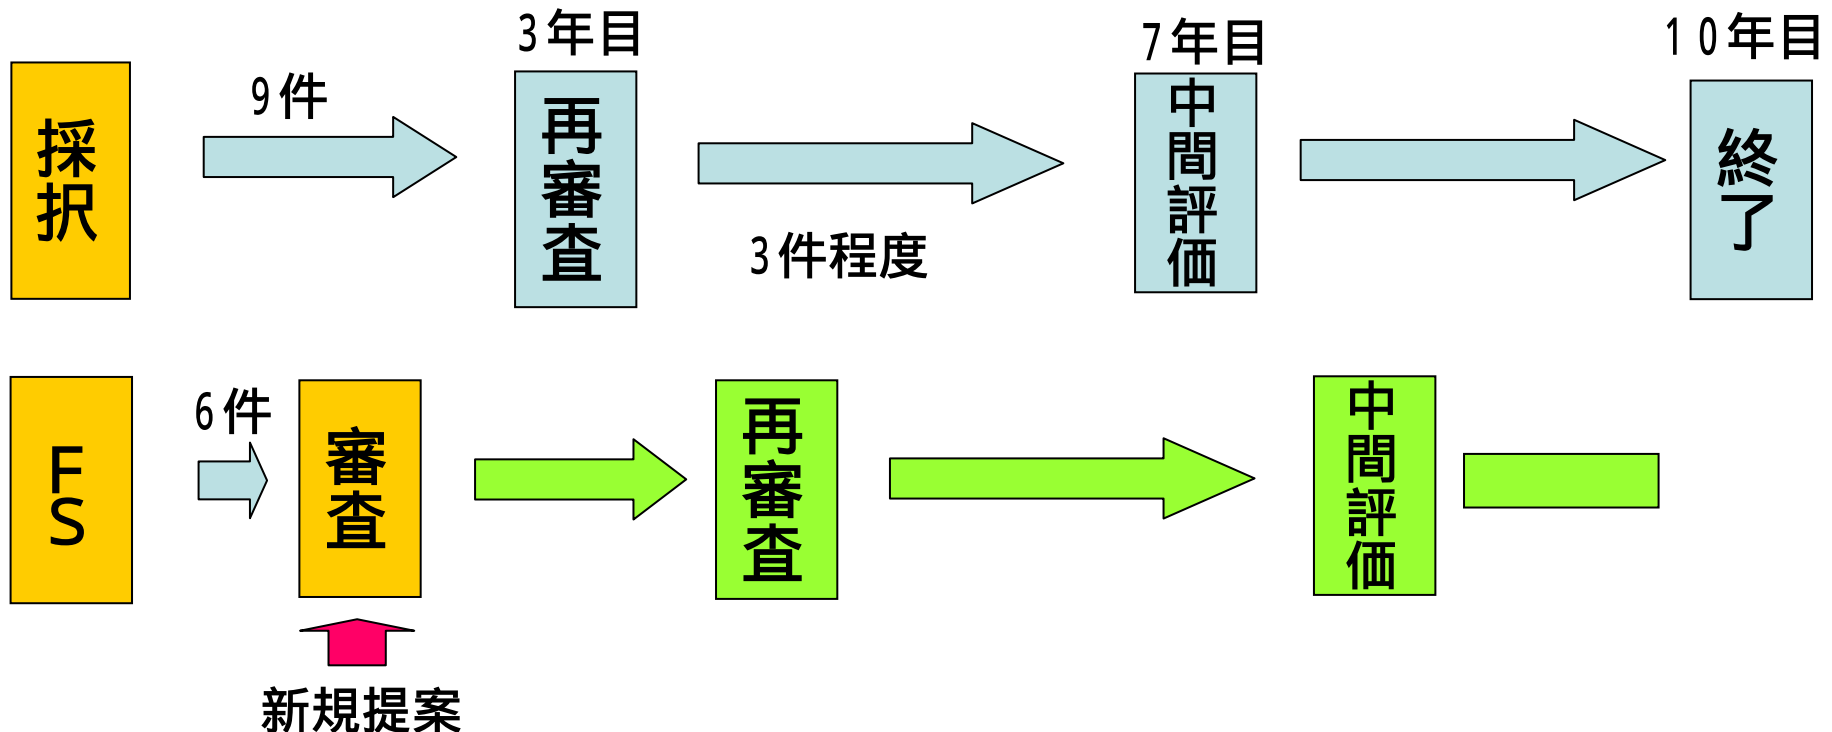 採択
9件
3年目
再審査
3件程度
7年目
中間評価
10年目
終了
FS
6件
審査
再審査
中間評価
新規提案